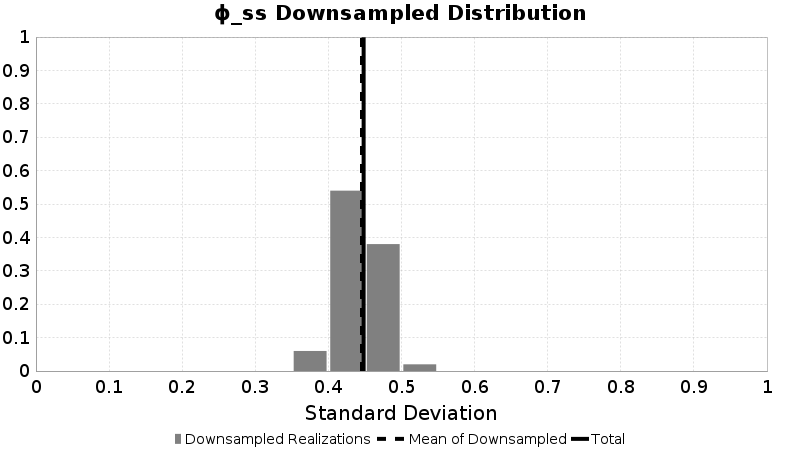 ϕ_ss Downsampled Distribution
1
0.9
0.8
0.7
0.6
0.5
0.4
0.3
0.2
0.1
0
0 0.1 0.2 0.3 0.4 0.5 0.6 0.7 0.8 0.9 1
Standard Deviation
Downsampled Realizations Mean of Downsampled Total